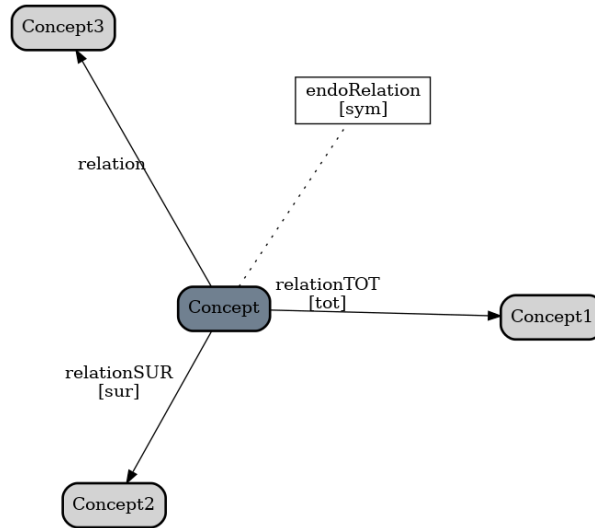 Concept3
endoRelation
[sym]
relation
relationTOT
[tot]
Concept
Concept1
relationSUR
[sur]
Concept2